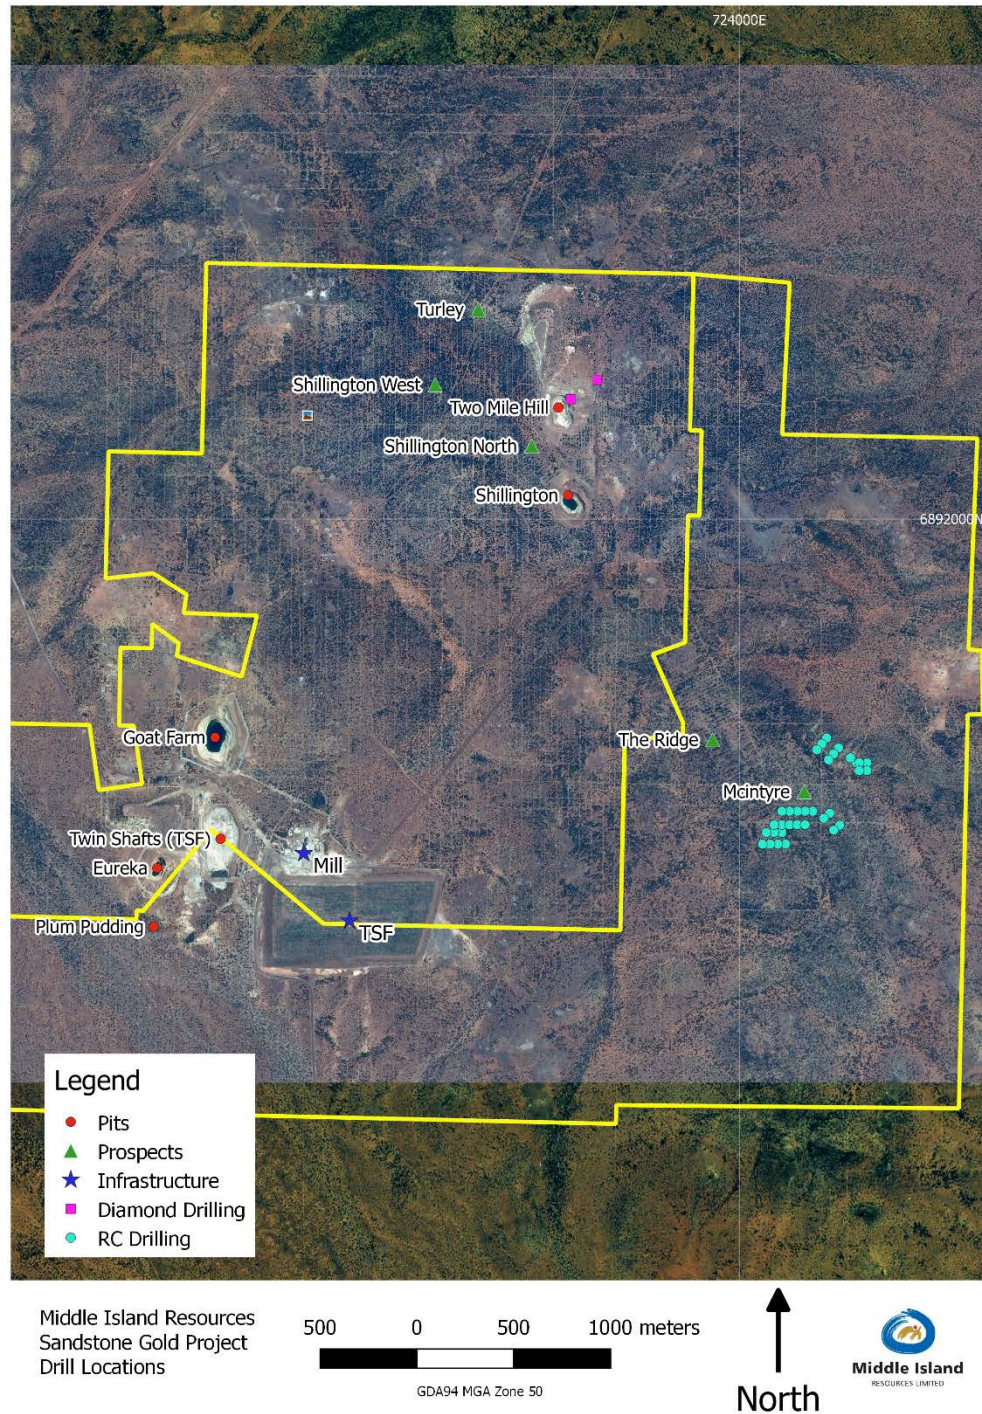 724000E
Turley
Shillington West
Two Mile Hill
Shillington North
Shillington
6892000N
Goat Farm
The Ridge
Mcintyre
Twin Shafts (TSF)
Mill
Eureka
Plum Pudding
TSF
Legend
Pits
Prospects
Infrastructure
Diamond Drilling
RC Drilling
Middle Island Resources
Sandstone Gold Project
Drill Locations
500 0 500 1000 meters
GDA94 MGA Zone 50
North
Middle Island
RESOURCES LIMITED